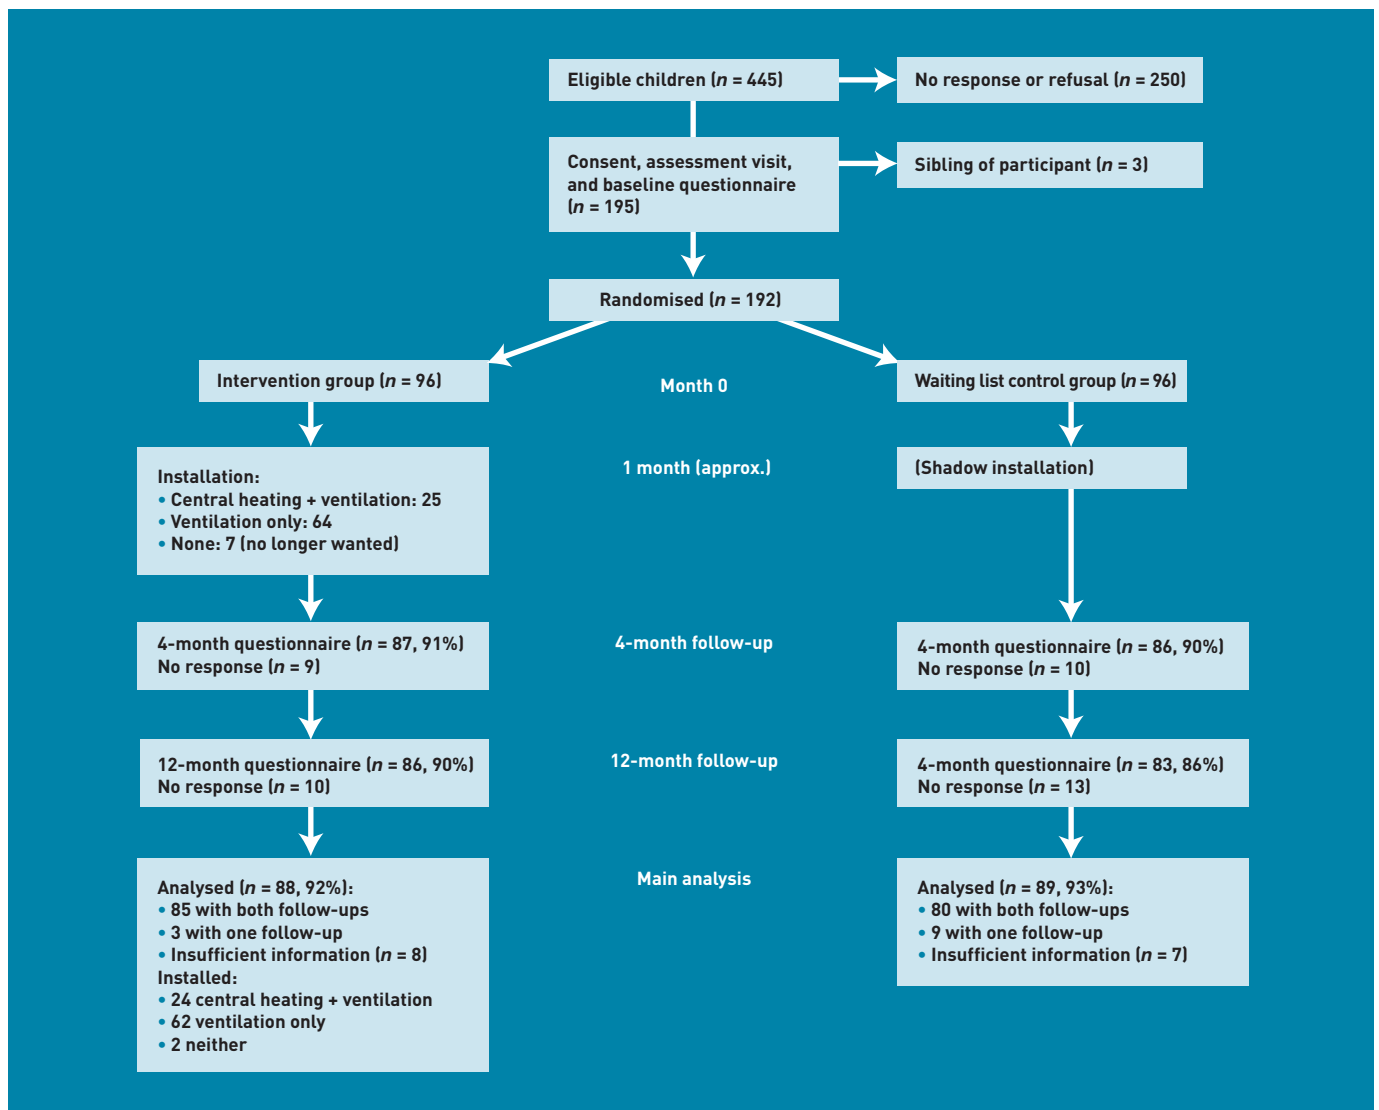 Eligible children (n = 445)
No response or refusal (n = 250)
Consent, assessment visit,
and baseline questionnaire
(n = 195)
Sibling of participant (n = 3)
Randomised (n = 192)
Intervention group (n = 96)
Month 0
Waiting list control group (n = 96)
Installation:
• Central heating + ventilation: 25
• Ventilation only: 64
• None: 7 (no longer wanted)
1 month (approx.)
(Shadow installation)
4-month questionnaire (n = 87, 91%)
No response (n = 9)
4-month follow-up
4-month questionnaire (n = 86, 90%)
No response (n = 10)
12-month questionnaire (n = 86, 90%)
No response (n = 10)
12-month follow-up
4-month questionnaire (n = 83, 86%)
No response (n = 13)
Analysed (n = 88, 92%):
• 85 with both follow-ups
• 3 with one follow-up
• Insufficient information (n = 8)
Installed:
• 24 central heating + ventilation
• 62 ventilation only
• 2 neither
Main analysis
Analysed (n = 89, 93%):
• 80 with both follow-ups
• 9 with one follow-up
• Insufficient information (n = 7)